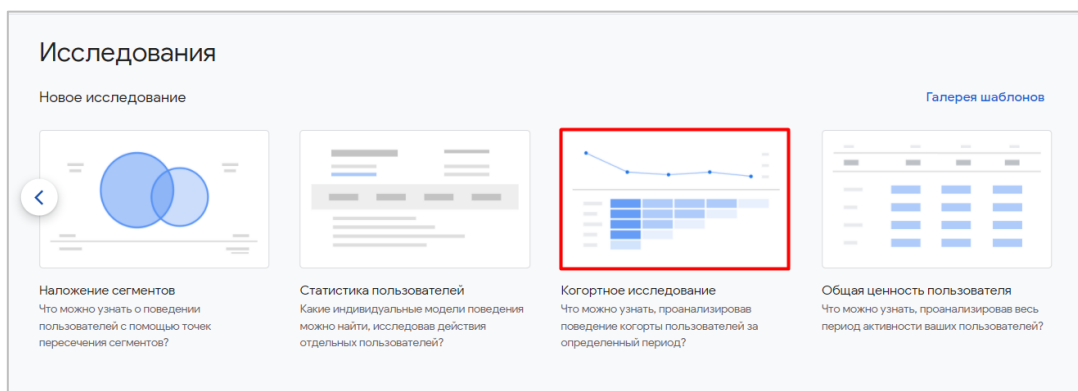 Исследования
Новое исследование
Галерея шаблонов
Наложение сегментов
Что можно узнать о поведении
пользователей с помощью точек
пересечения сегментов?
Статистика пользователей
Какие индивидуальные модели поведения
можно найти, исследовав действия
отдельных пользователей?
Когортное исследование
Что можно узнать, проанализировав
поведение когорты пользователей за
определенный период?
Общая ценность пользователя
Что можно узнать, проанализировав весь
период активности ваших пользователей?